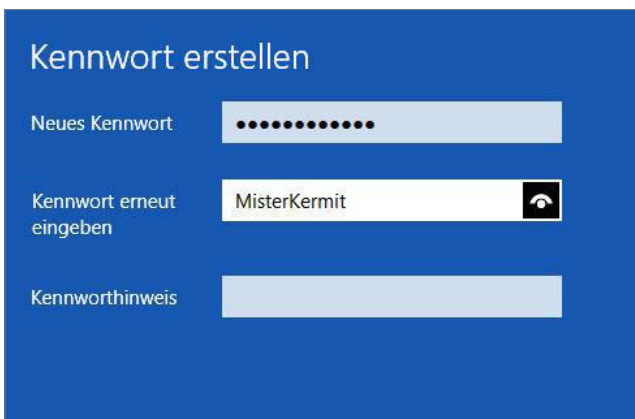 Kennwort erstellen
Neues Kennwort
••••••••••••
Kennwort erneut
eingeben
MisterKermit
Kennworthinweis